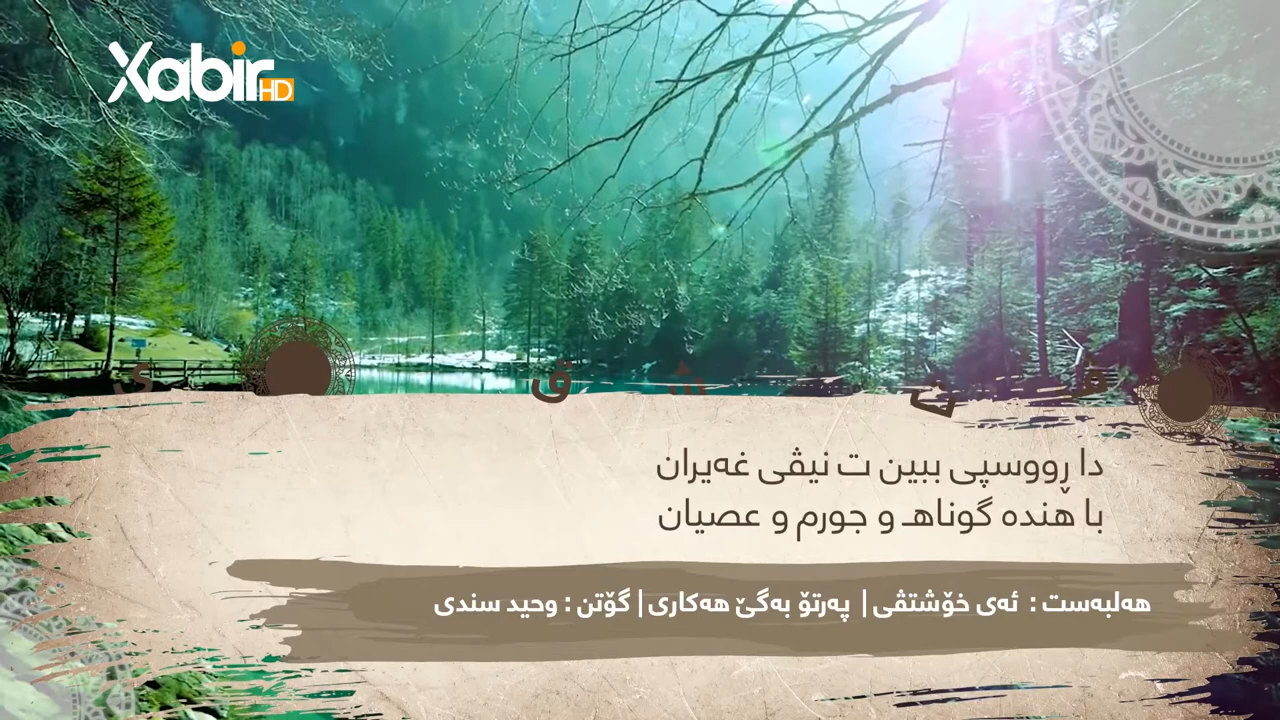 Xabir HD
دا ڕووسپی ببین ت نیڤی غەیران
با هندە گوناهـ و جورم و عصیان
هەلبەست : ئەی خۆشتڤی | پەرتۆ بەگێ هەکاری | گۆتن : وحید سندی